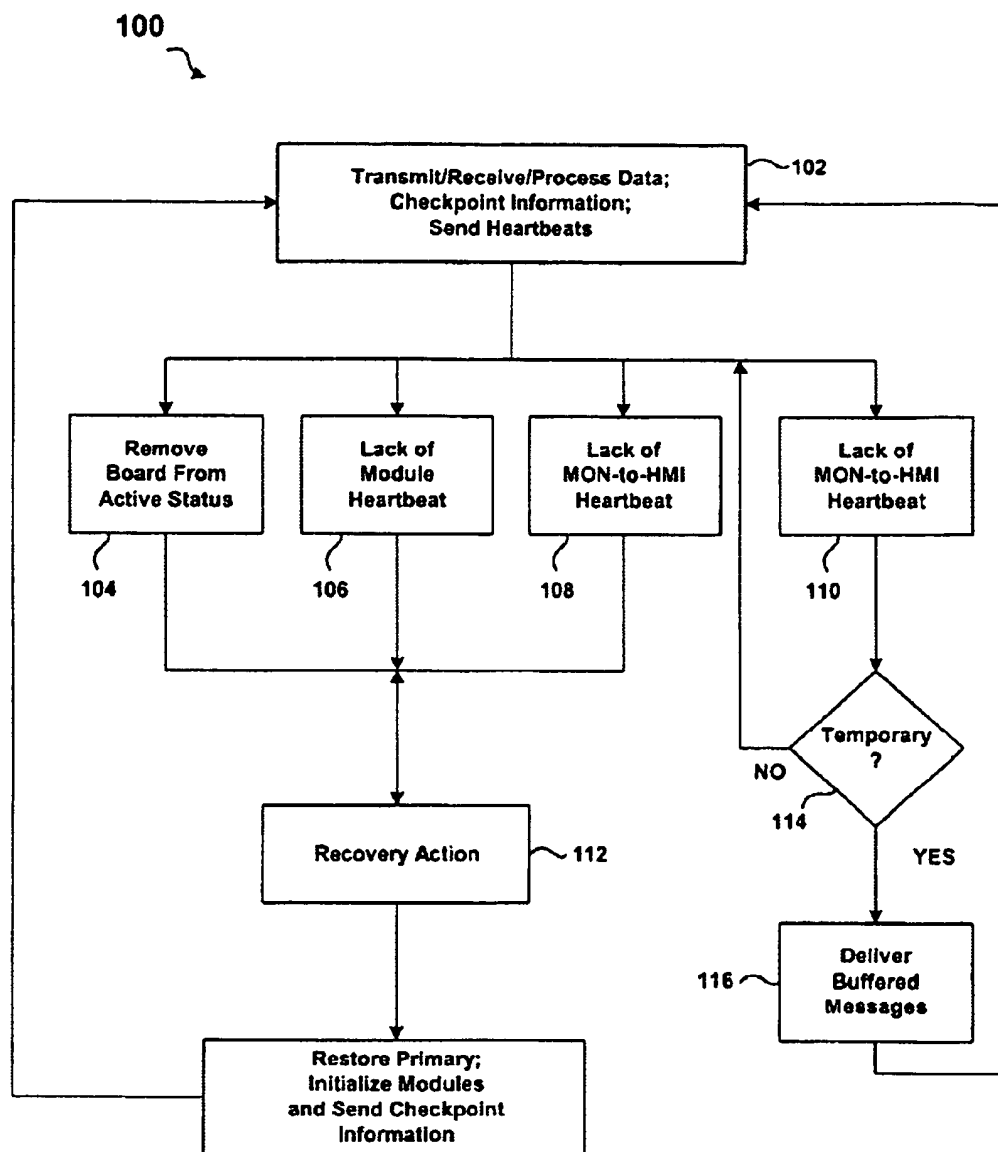 100
Transmit/Receive/Process Data;
Checkpoint Information;
Send Heartbeats
102
Remove
Board From
Active Status
104
Lack of
Module
Heartbeat
106
Lack of
MON-to-HMI
Heartbeat
108
Lack of
MON-to-HMI
Heartbeat
110
Temporary
?
NO
114
YES
Recovery Action
112
Deliver
Buffered
Messages
116
Restore Primary;
Initialize Modules
and Send Checkpoint
Information